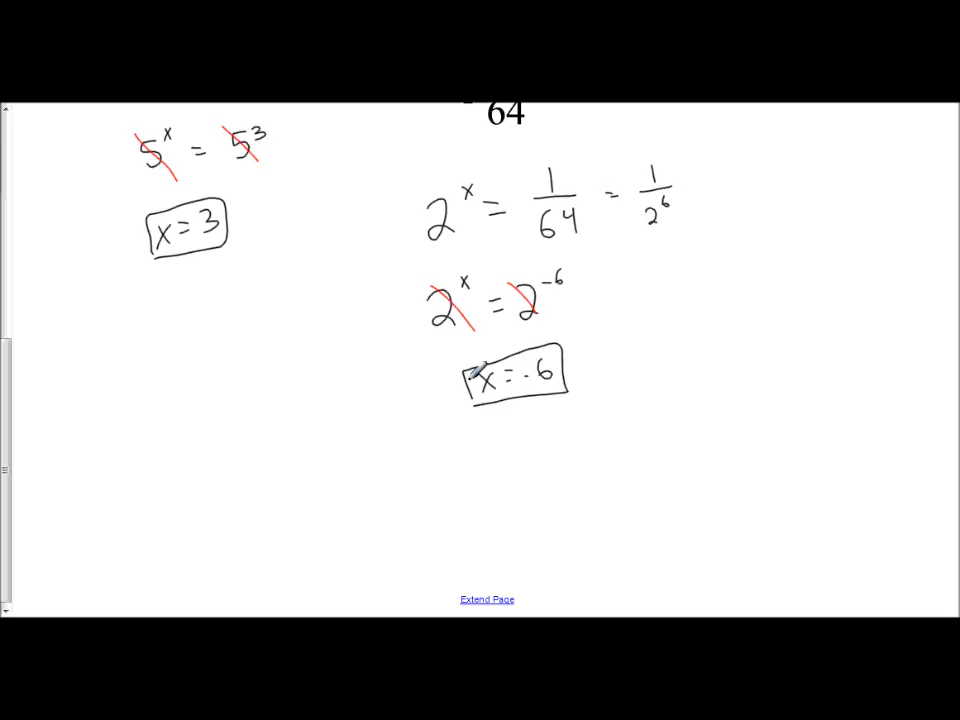 64
5^x = 5^3
x = 3
2^x = 1/64 = 1/2^6
2^x = 2^-6
x = -6
Extend Page